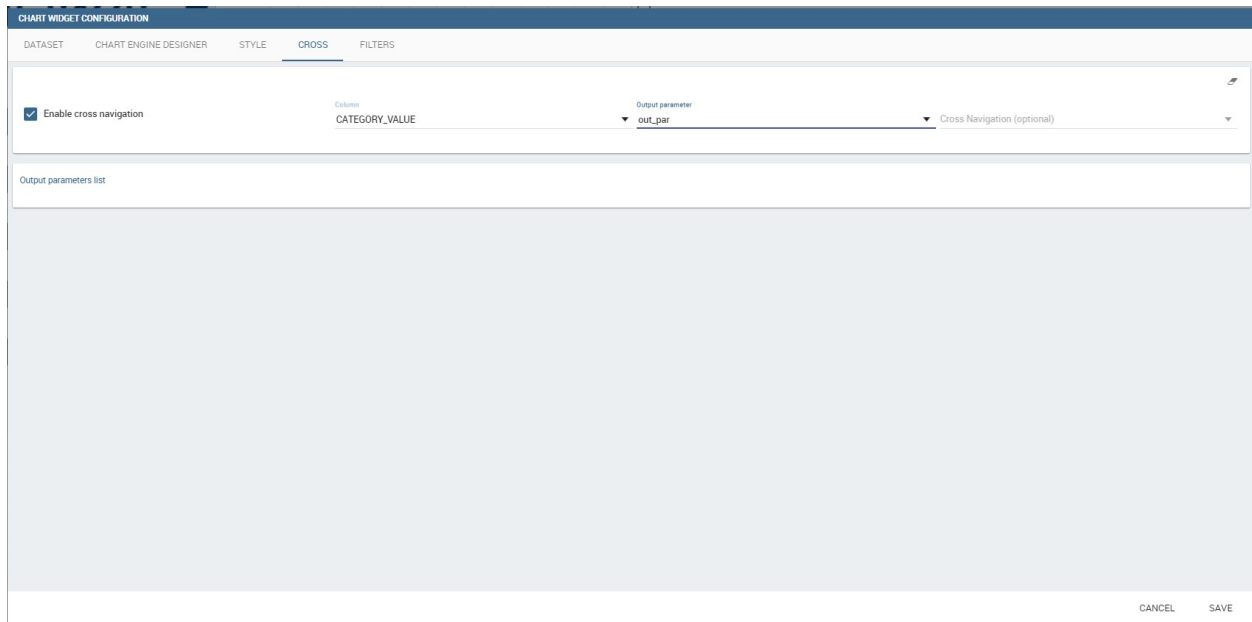 CHART WIDGET CONFIGURATION
DATASET CHART ENGINE DESIGNER STYLE CROSS FILTERS
Enable cross navigation
Column
CATEGORY_VALUE
Output parameter
out_par
Cross Navigation (optional)
Output parameters list
CANCEL SAVE